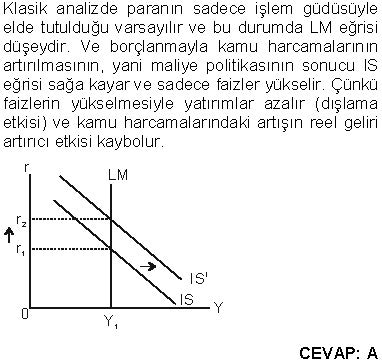 Klasik analizde paranın sadece işlem güdüsüyle
elde tutulduğu varsayılır ve bu durumda LM eğrisi
düşeydir. Ve borçlanmayla kamu harcamalarının
artırılmasının, yani maliye politikasının sonucu IS
eğrisi sağa kayar ve sadece faizler yükselir. Çünkü
faizlerin yükselmesiyle yatırımlar azalır (dışlama
etkisi) ve kamu harcamalarındaki artışın reel geliri
artırıcı etkisi kaybolur.
r
LM
r2
r1
IS'
IS
0
Y1
Y
CEVAP: A